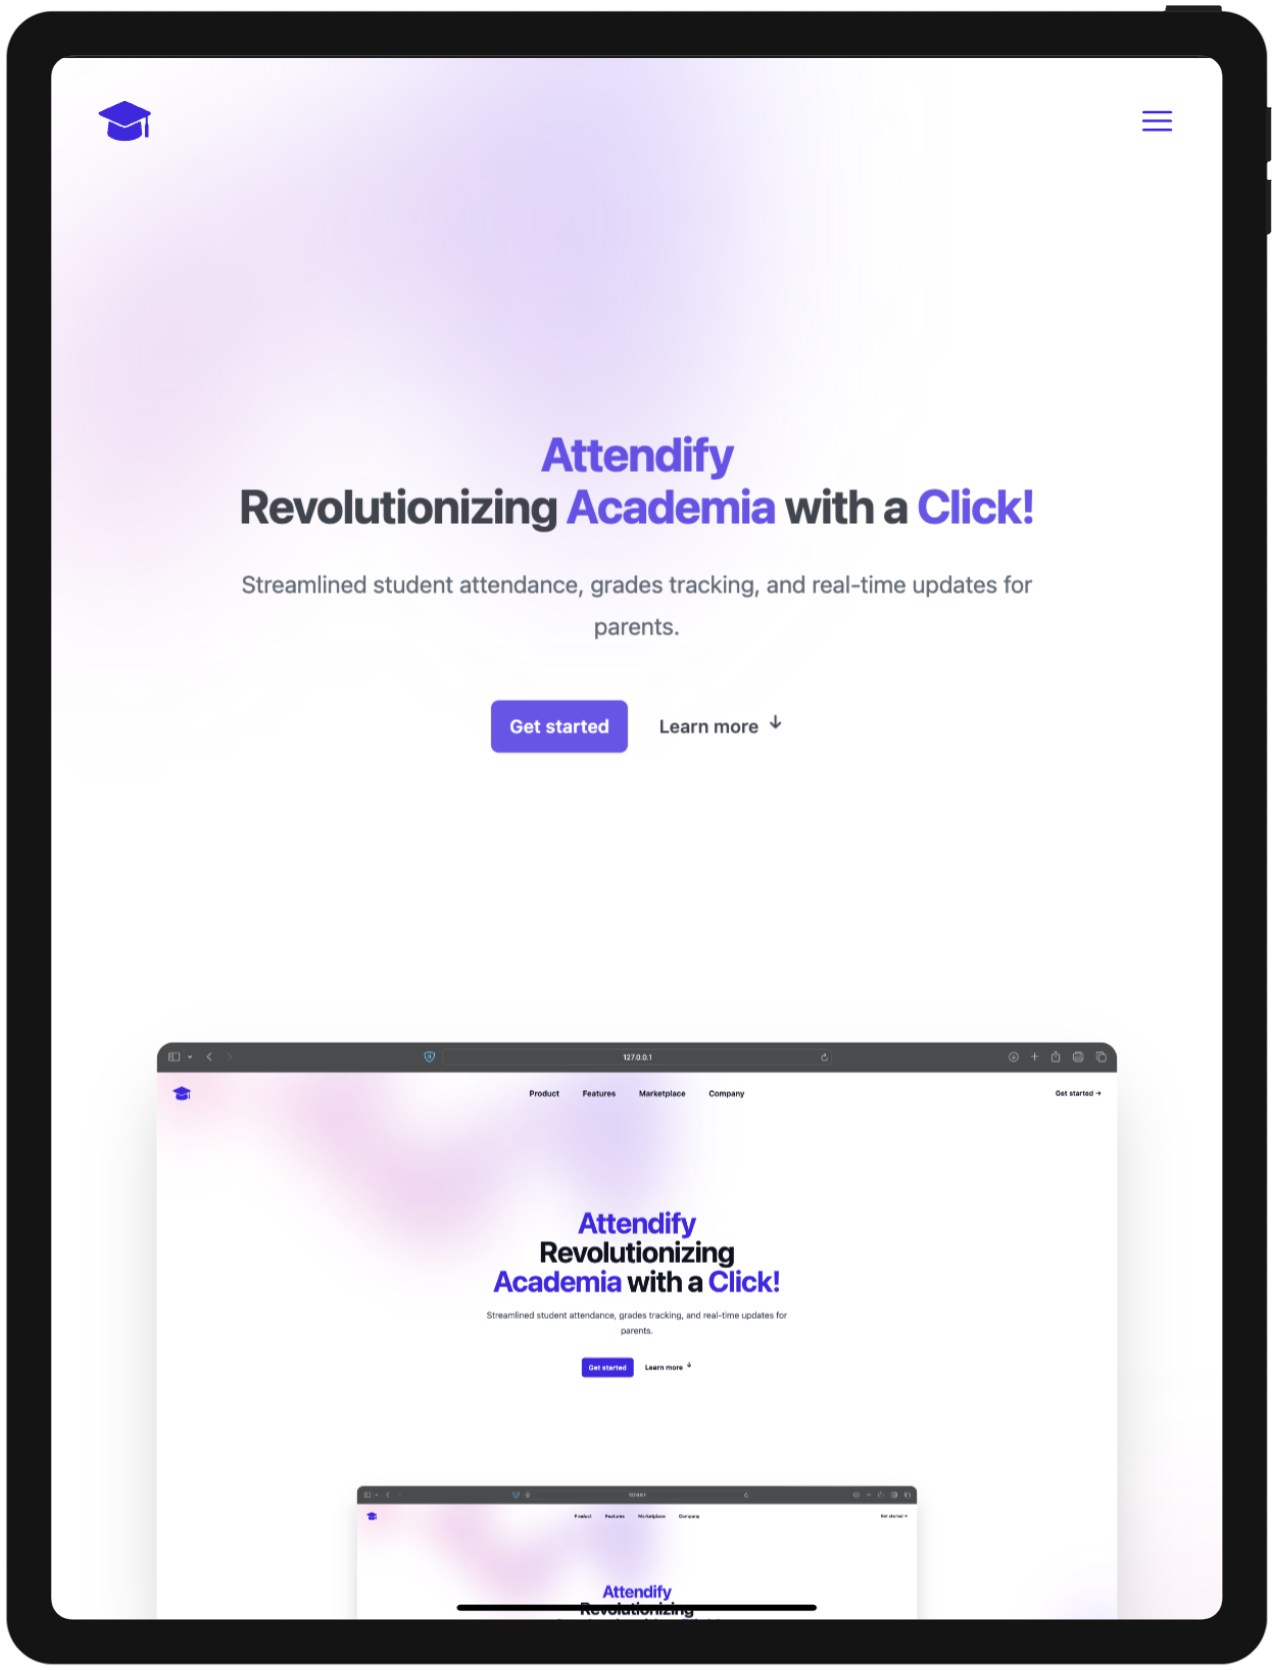 Attendify
Revolutionizing Academia with a Click!
Streamlined student attendance, grades tracking, and real-time updates for
parents.
Get started Learn more ↓
127.0.0.1
Product Features Marketplace Company Get started →
Attendify
Revolutionizing
Academia with a Click!
Streamlined student attendance, grades tracking, and real-time updates for
parents.
Get started Learn more ↓
127.0.0.1
Product Features Marketplace Company Get started →
Attendify
Revolutionizing